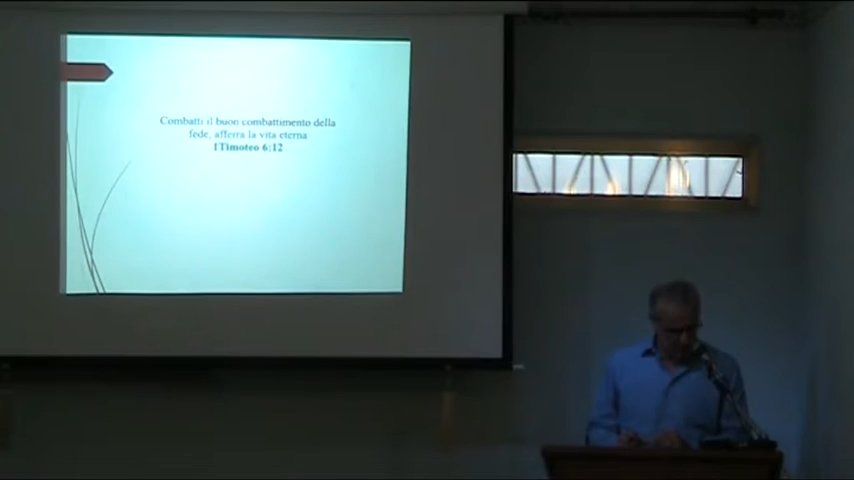 Combatti il buon combattimento della
fede, afferra la vita eterna
1Timoteo 6:12